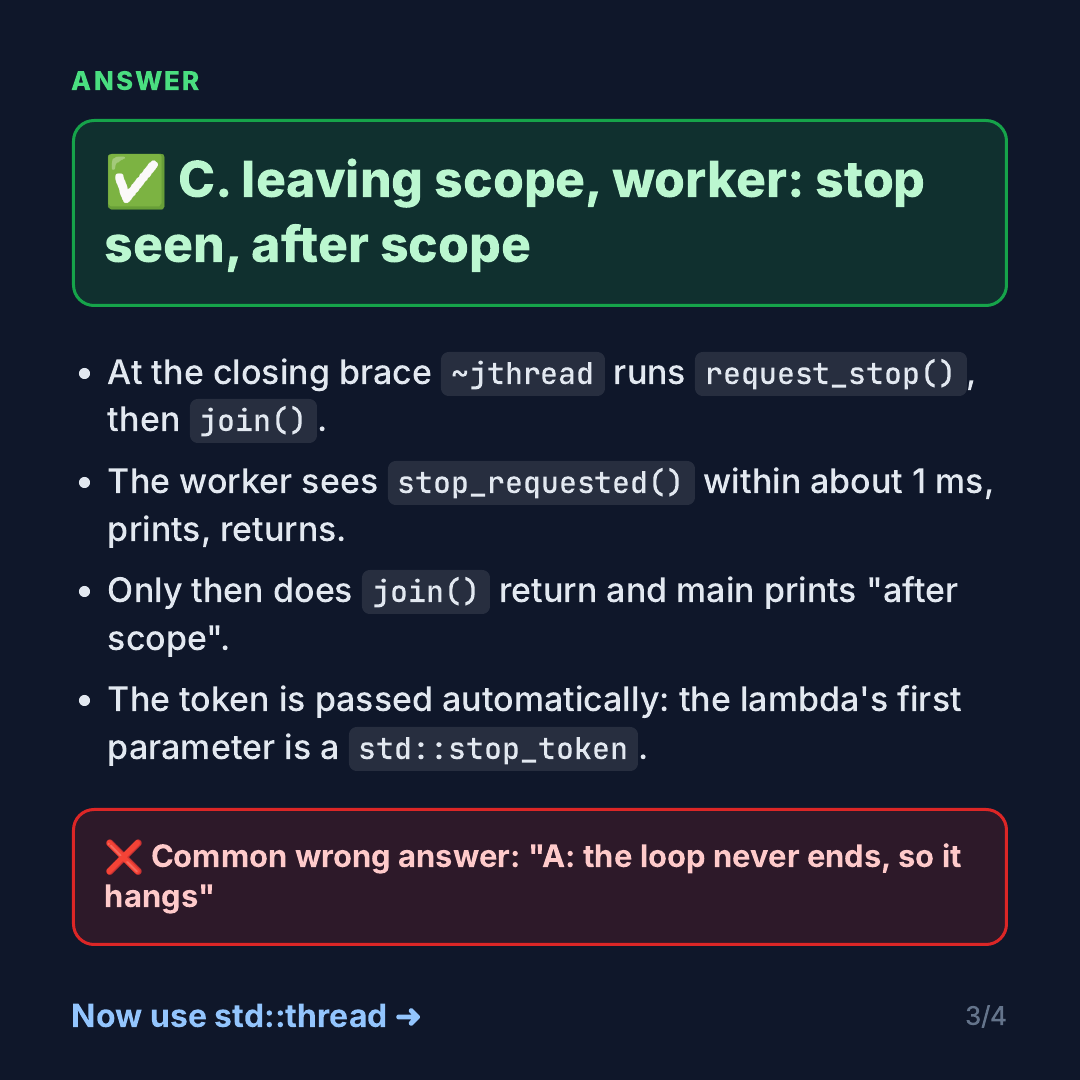 ANSWER
✅ C. leaving scope, worker: stop
seen, after scope
• At the closing brace ~jthread runs request_stop(),
then join().
• The worker sees stop_requested() within about 1 ms,
prints, returns.
• Only then does join() return and main prints "after
scope".
• The token is passed automatically: the lambda's first
parameter is a std::stop_token.
❌ Common wrong answer: "A: the loop never ends, so it
hangs"
Now use std::thread ➜
3/4